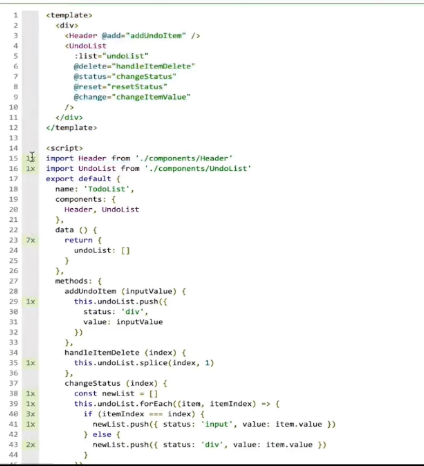 1 <template>
2 <div>
3 <Header @add="addUndoItem" />
4 <UndoList
5 :list="undoList"
6 @delete="handleItemDelete"
7 @status="changeStatus"
8 @reset="resetStatus"
9 @change="changeItemValue"
10 />
11 </div>
12 </template>
13
14 <script>
15 1x import Header from './components/Header'
16 1x import UndoList from './components/UndoList'
17 export default {
18 name: 'TodoList',
19 components: {
20 Header, UndoList
21 },
22 data () {
23 7x return {
24 undoList: []
25 }
26 },
27 methods: {
28 addUndoItem (inputValue) {
29 1x this.undoList.push({
30 status: 'div',
31 value: inputValue
32 })
33 },
34 handleItemDelete (index) {
35 1x this.undoList.splice(index, 1)
36 },
37 changeStatus (index) {
38 1x const newList = []
39 1x this.undoList.forEach((item, itemIndex) => {
40 3x if (itemIndex === index) {
41 1x newList.push({ status: 'input', value: item.value })
42 } else {
43 2x newList.push({ status: 'div', value: item.value })
44 }